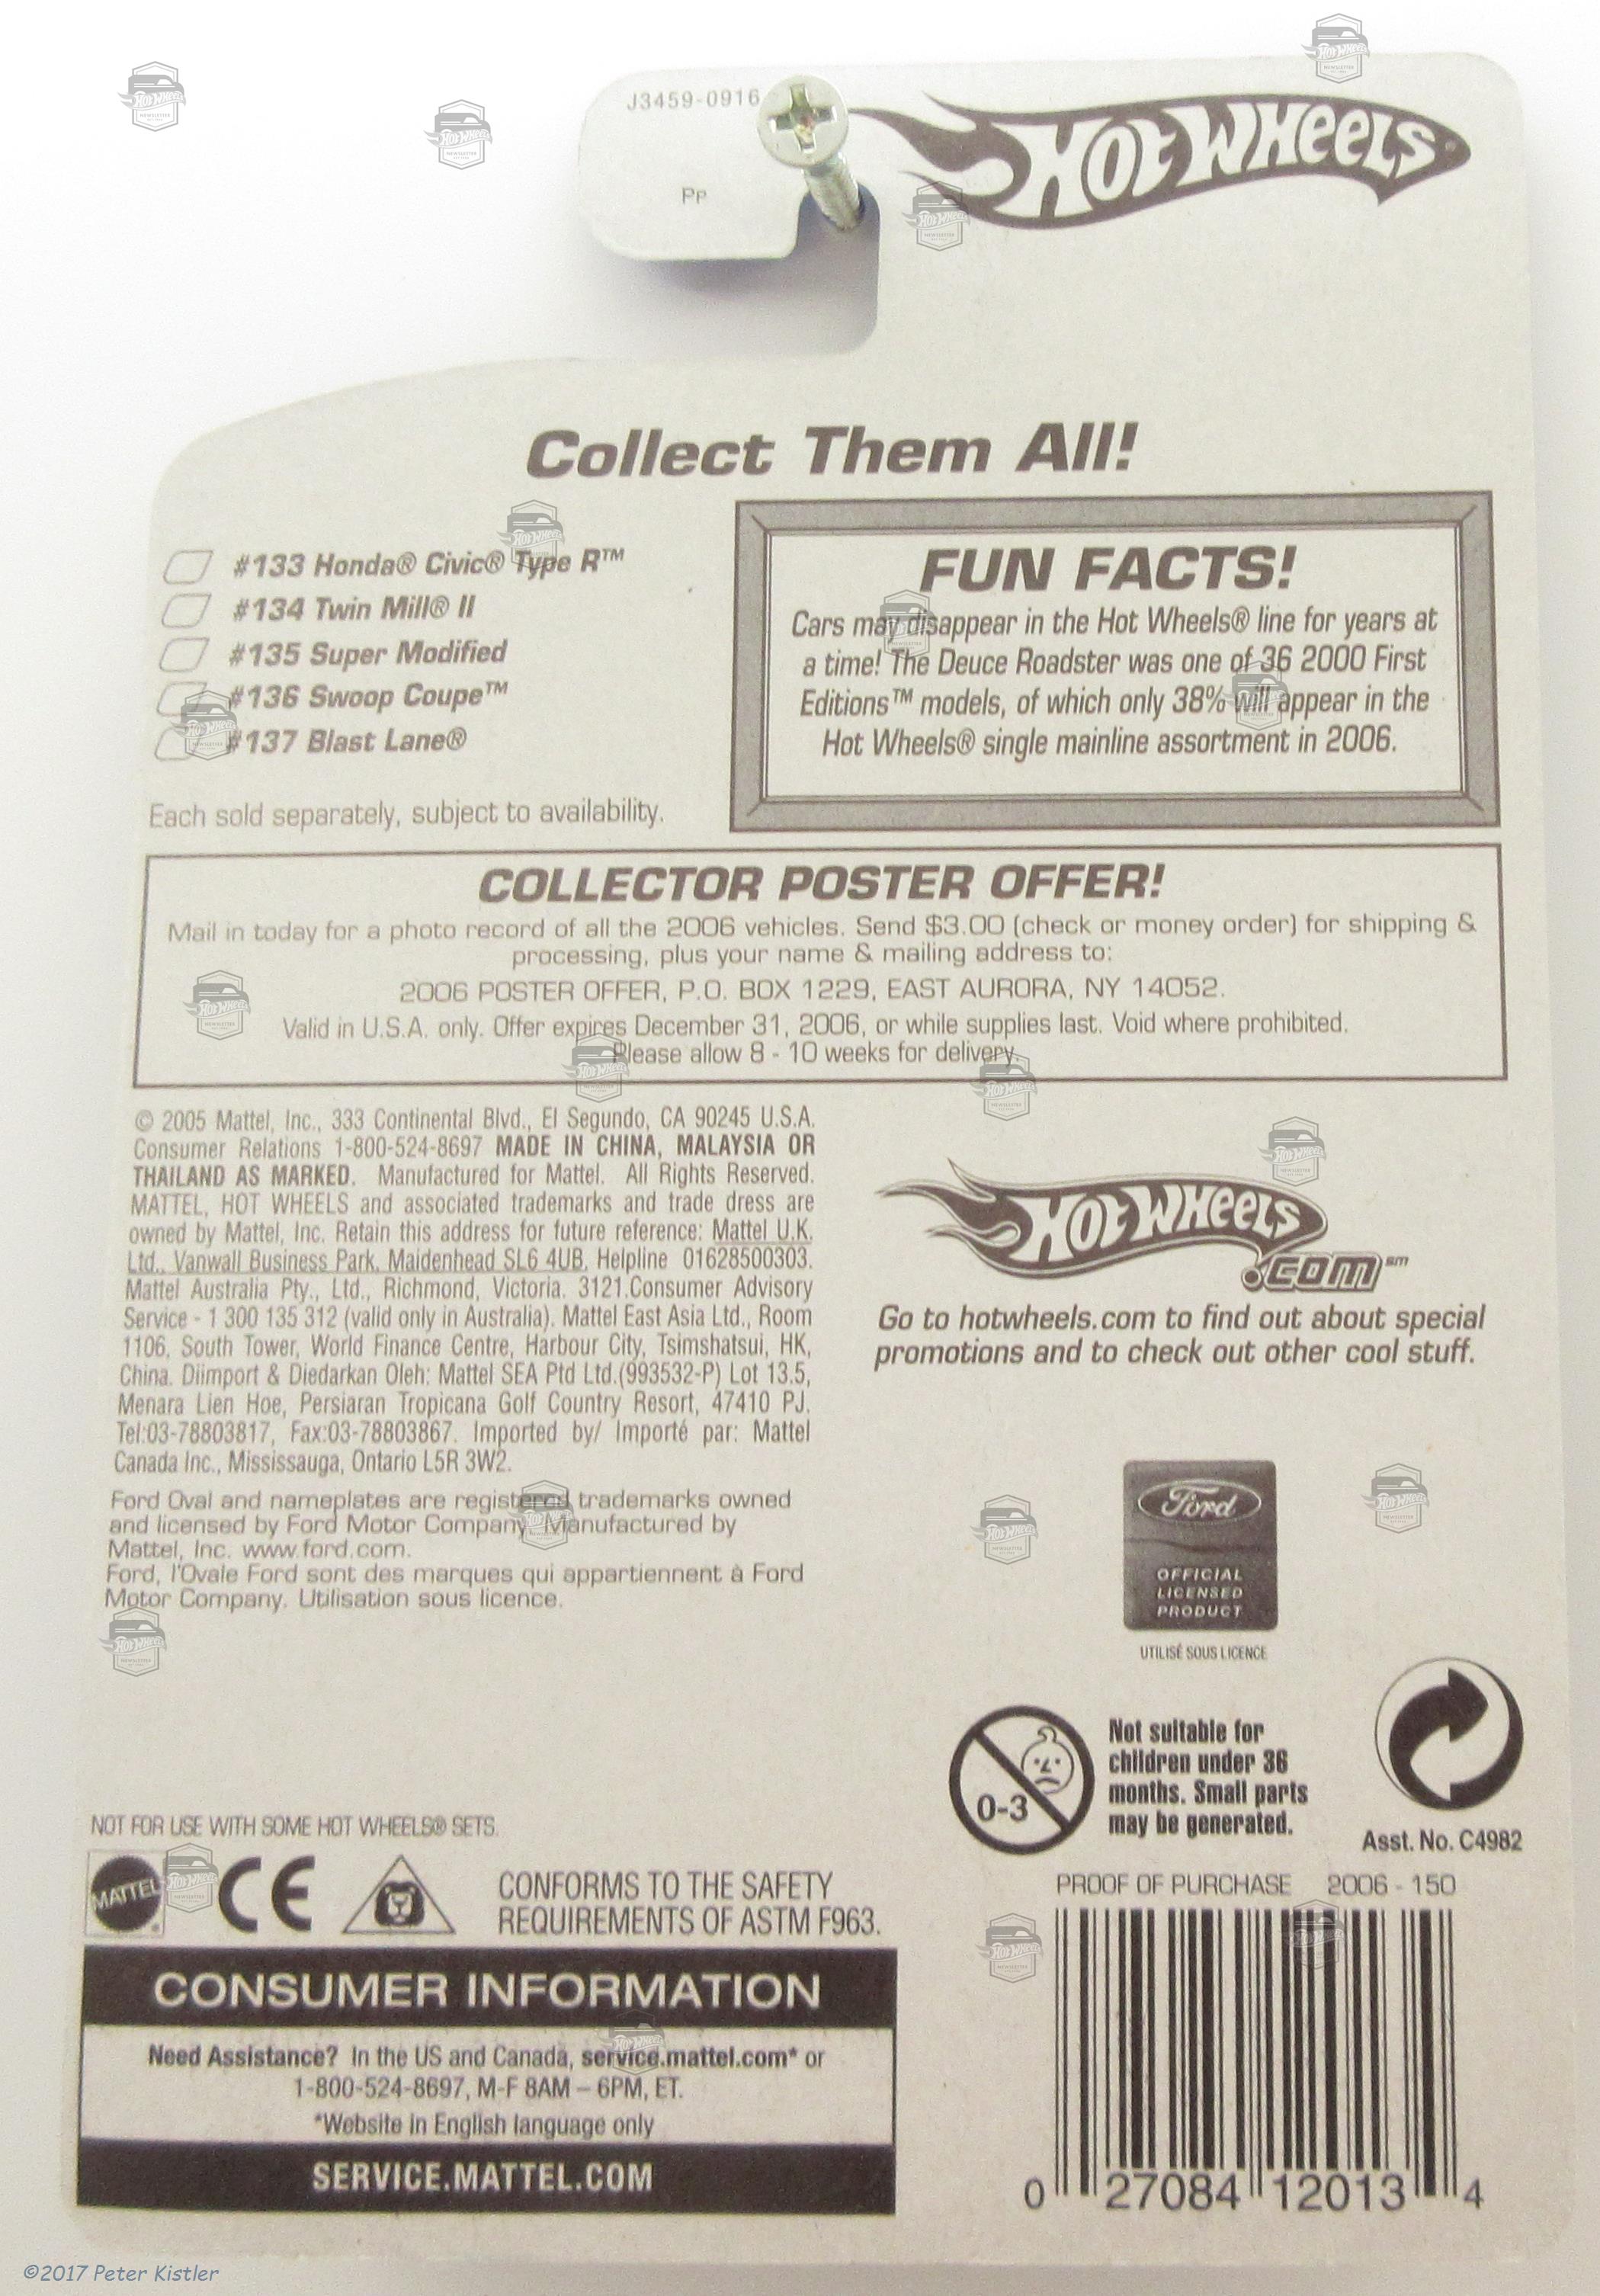 J3459-0916
Pp
HOT WHEELS
Collect Them All!
#133 Honda® Civic® Type R™
#134 Twin Mill® II
#135 Super Modified
#136 Swoop Coupe™
#137 Blast Lane®
Each sold separately, subject to availability.
FUN FACTS!
Cars may disappear in the Hot Wheels® line for years at
a time! The Deuce Roadster was one of 36 2000 First
Editions™ models, of which only 38% will appear in the
Hot Wheels® single mainline assortment in 2006.
COLLECTOR POSTER OFFER!
Mail in today for a photo record of all the 2006 vehicles. Send $3.00 (check or money order) for shipping &
processing, plus your name & mailing address to:
2006 POSTER OFFER, P.O. BOX 1229, EAST AURORA, NY 14052.
Valid in U.S.A. only. Offer expires December 31, 2006, or while supplies last. Void where prohibited.
Please allow 8 - 10 weeks for delivery.
© 2005 Mattel, Inc., 333 Continental Blvd., El Segundo, CA 90245 U.S.A.
Consumer Relations 1-800-524-8697 MADE IN CHINA, MALAYSIA OR
THAILAND AS MARKED. Manufactured for Mattel. All Rights Reserved.
MATTEL, HOT WHEELS and associated trademarks and trade dress are
owned by Mattel, Inc. Retain this address for future reference: Mattel U.K.
Ltd., Vanwall Business Park, Maidenhead SL6 4UB. Helpline 01628500303.
Mattel Australia Pty., Ltd., Richmond, Victoria. 3121.Consumer Advisory
Service - 1 300 135 312 (valid only in Australia). Mattel East Asia Ltd., Room
1106, South Tower, World Finance Centre, Harbour City, Tsimshatsui, HK,
China. Diimport & Diedarkan Oleh: Mattel SEA Ptd Ltd.(993532-P) Lot 13.5,
Menara Lien Hoe, Persiaran Tropicana Golf Country Resort, 47410 PJ.
Tel:03-78803817, Fax:03-78803867. Imported by/ Importé par: Mattel
Canada Inc., Mississauga, Ontario L5R 3W2.
Ford Oval and nameplates are registered trademarks owned
and licensed by Ford Motor Company. Manufactured by
Mattel, Inc. www.ford.com.
Ford, l'Ovale Ford sont des marques qui appartiennent à Ford
Motor Company. Utilisation sous licence.
HOT WHEELS
.COM℠
Go to hotwheels.com to find out about special
promotions and to check out other cool stuff.
Ford
OFFICIAL
LICENSED
PRODUCT
UTILISÉ SOUS LICENCE
0-3
Not suitable for
children under 36
months. Small parts
may be generated.
Asst. No. C4982
NOT FOR USE WITH SOME HOT WHEELS® SETS.
MATTEL
CE
CONFORMS TO THE SAFETY
REQUIREMENTS OF ASTM F963.
CONSUMER INFORMATION
Need Assistance? In the US and Canada, service.mattel.com* or
1-800-524-8697, M-F 8AM – 6PM, ET.
*Website in English language only
SERVICE.MATTEL.COM
PROOF OF PURCHASE 2006 - 150
0 27084 12013 4
©2017 Peter Kistler